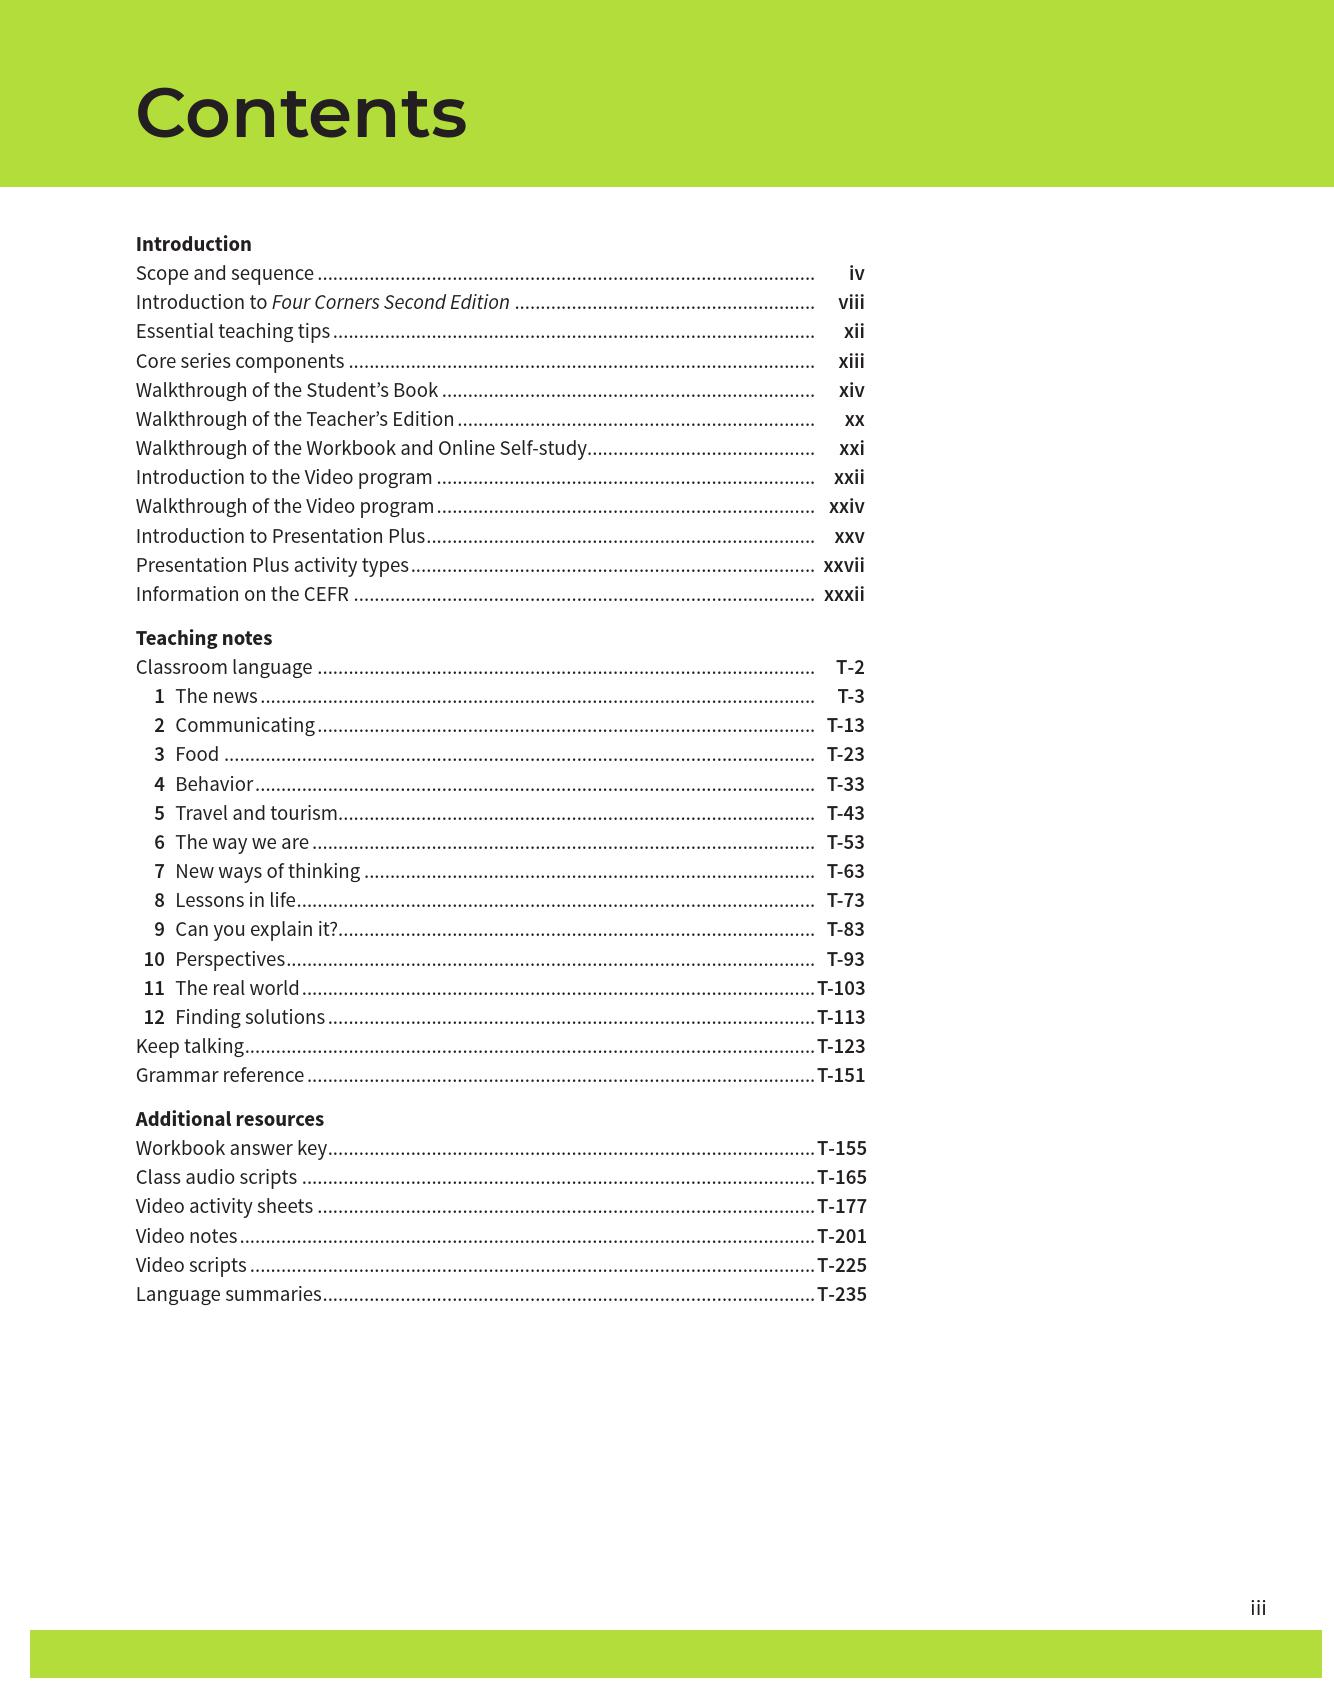 Contents
Introduction
Scope and sequence ................................................................................................ iv
Introduction to Four Corners Second Edition .......................................................... viii
Essential teaching tips ............................................................................................. xii
Core series components .......................................................................................... xiii
Walkthrough of the Student’s Book ........................................................................ xiv
Walkthrough of the Teacher’s Edition ..................................................................... xx
Walkthrough of the Workbook and Online Self-study............................................ xxi
Introduction to the Video program ......................................................................... xxii
Walkthrough of the Video program ......................................................................... xxiv
Introduction to Presentation Plus........................................................................... xxv
Presentation Plus activity types .............................................................................. xxvii
Information on the CEFR ......................................................................................... xxxii
Teaching notes
Classroom language ................................................................................................ T-2
1 The news ........................................................................................................... T-3
2 Communicating ................................................................................................ T-13
3 Food .................................................................................................................. T-23
4 Behavior ............................................................................................................ T-33
5 Travel and tourism............................................................................................ T-43
6 The way we are ................................................................................................. T-53
7 New ways of thinking ....................................................................................... T-63
8 Lessons in life.................................................................................................... T-73
9 Can you explain it?............................................................................................ T-83
10 Perspectives...................................................................................................... T-93
11 The real world ................................................................................................... T-103
12 Finding solutions .............................................................................................. T-113
Keep talking.............................................................................................................. T-123
Grammar reference .................................................................................................. T-151
Additional resources
Workbook answer key.............................................................................................. T-155
Class audio scripts ................................................................................................... T-165
Video activity sheets ................................................................................................ T-177
Video notes ............................................................................................................... T-201
Video scripts ............................................................................................................. T-225
Language summaries............................................................................................... T-235
iii